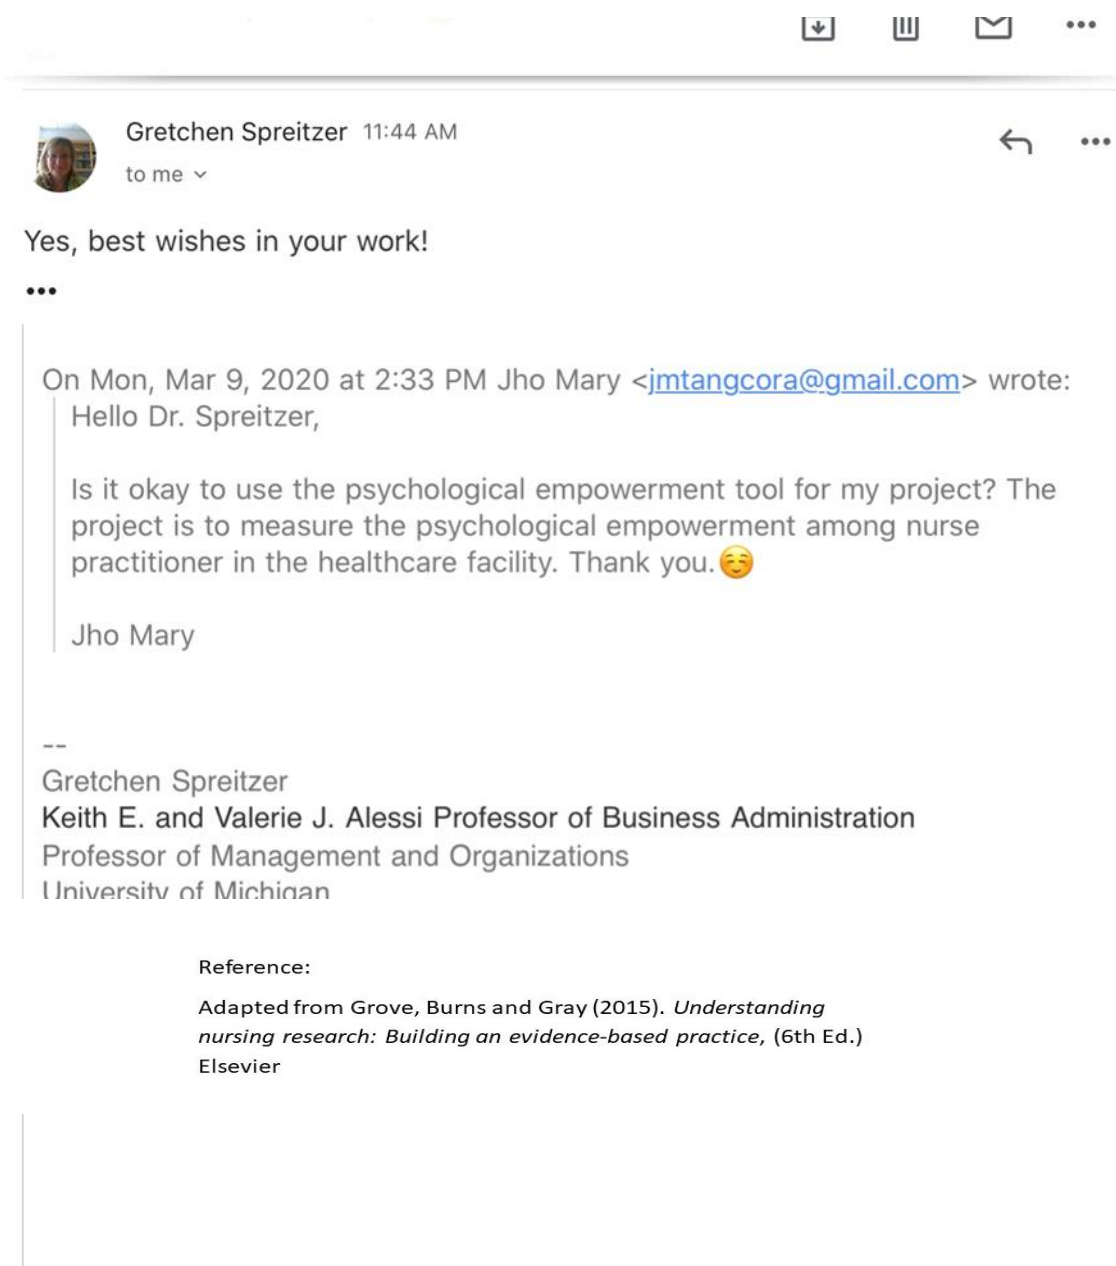 Gretchen Spreitzer 11:44 AM
to me
Yes, best wishes in your work!
•••
On Mon, Mar 9, 2020 at 2:33 PM Jho Mary <jmtangcora@gmail.com> wrote:
Hello Dr. Spreitzer,
Is it okay to use the psychological empowerment tool for my project? The
project is to measure the psychological empowerment among nurse
practitioner in the healthcare facility. Thank you.☺️
Jho Mary
--
Gretchen Spreitzer
Keith E. and Valerie J. Alessi Professor of Business Administration
Professor of Management and Organizations
University of Michigan
Reference:
Adapted from Grove, Burns and Gray (2015). Understanding
nursing research: Building an evidence-based practice, (6th Ed.)
Elsevier